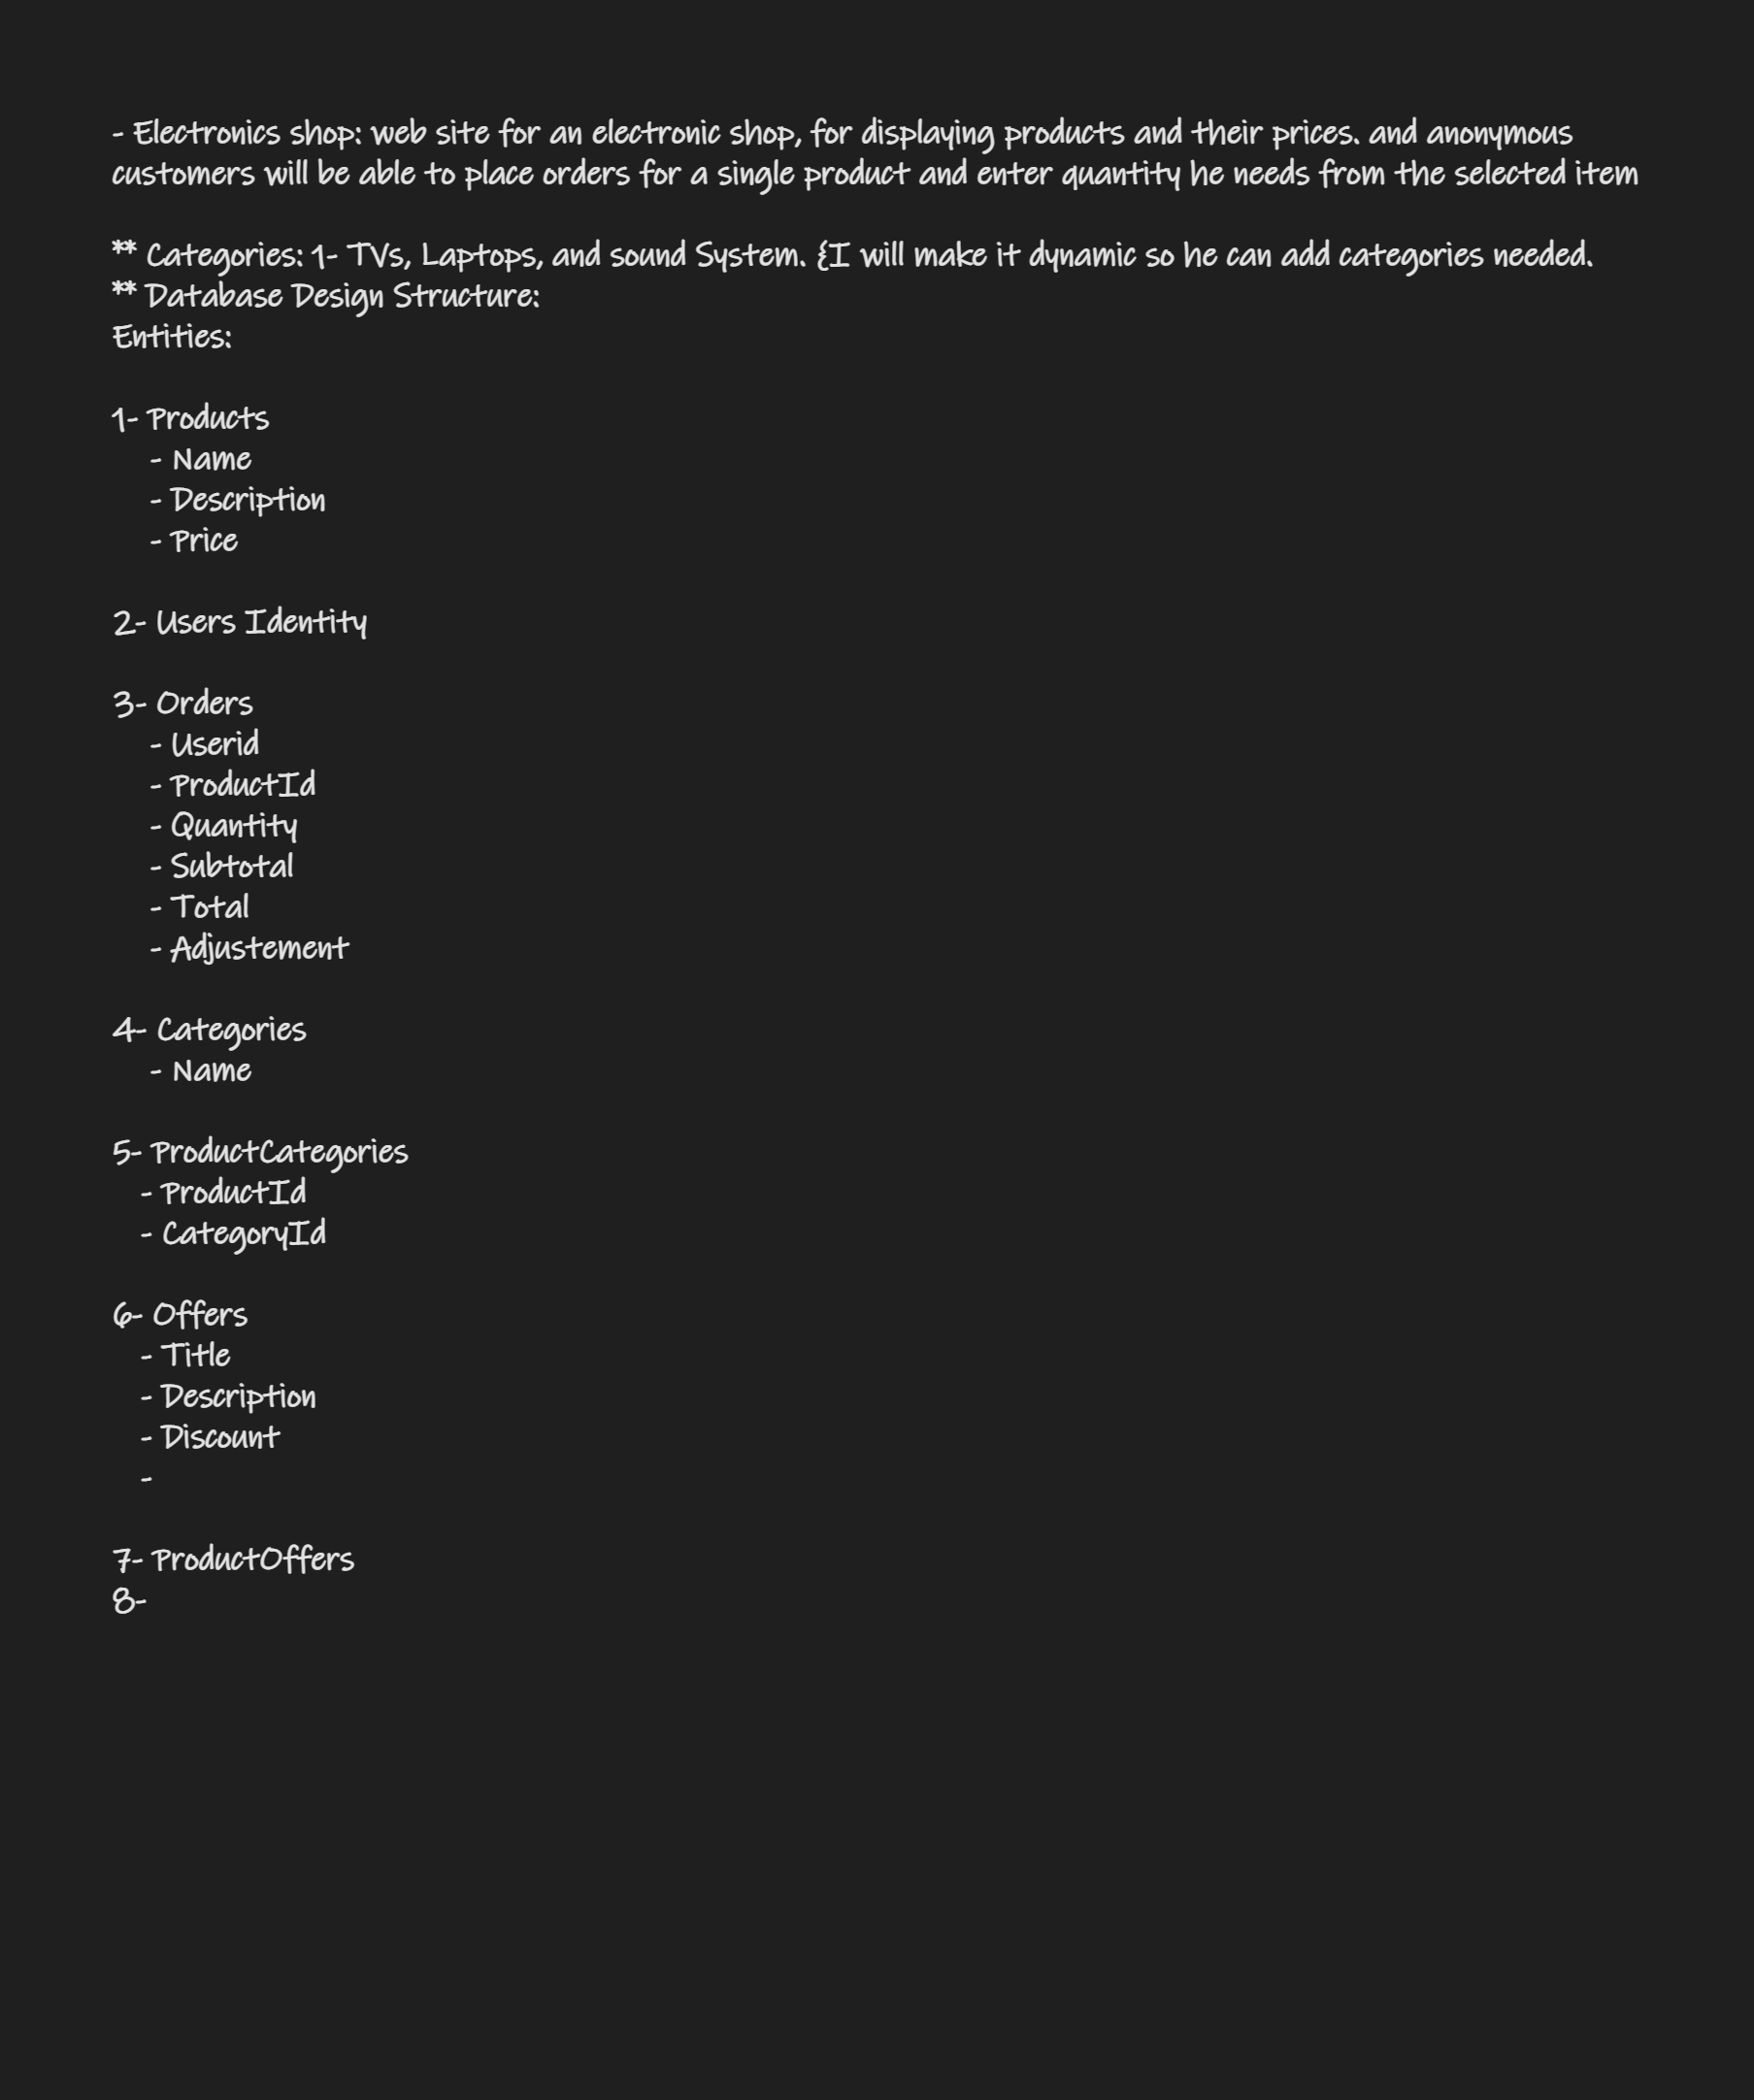 - Electronics shop: web site for an electronic shop, for displaying products and their prices. and anonymous
customers will be able to place orders for a single product and enter quantity he needs from the selected item
** Categories: 1- TVs, Laptops, and sound System. {I will make it dynamic so he can add categories needed.
** Database Design Structure:
Entities:
1- Products
- Name
- Description
- Price
2- Users Identity
3- Orders
- Userid
- ProductId
- Quantity
- Subtotal
- Total
- Adjustement
4- Categories
- Name
5- ProductCategories
- ProductId
- CategoryId
6- Offers
- Title
- Description
- Discount
-
7- ProductOffers
8-